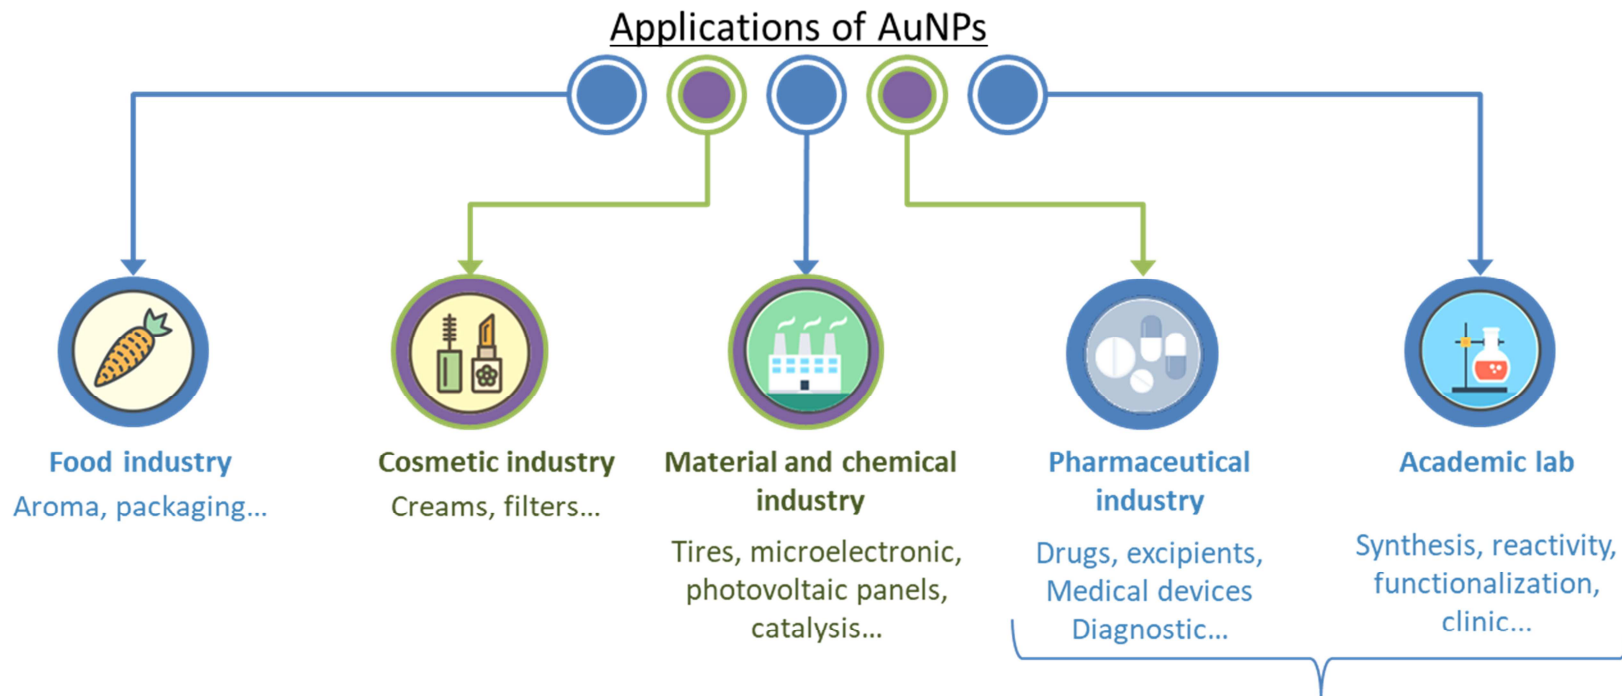 Applications of AuNPs
Food industry
Aroma, packaging...
Cosmetic industry
Creams, filters...
Material and chemical
industry
Tires, microelectronic,
photovoltaic panels,
catalysis...
Pharmaceutical
industry
Drugs, excipients,
Medical devices
Diagnostic...
Academic lab
Synthesis, reactivity,
functionalization,
clinic...